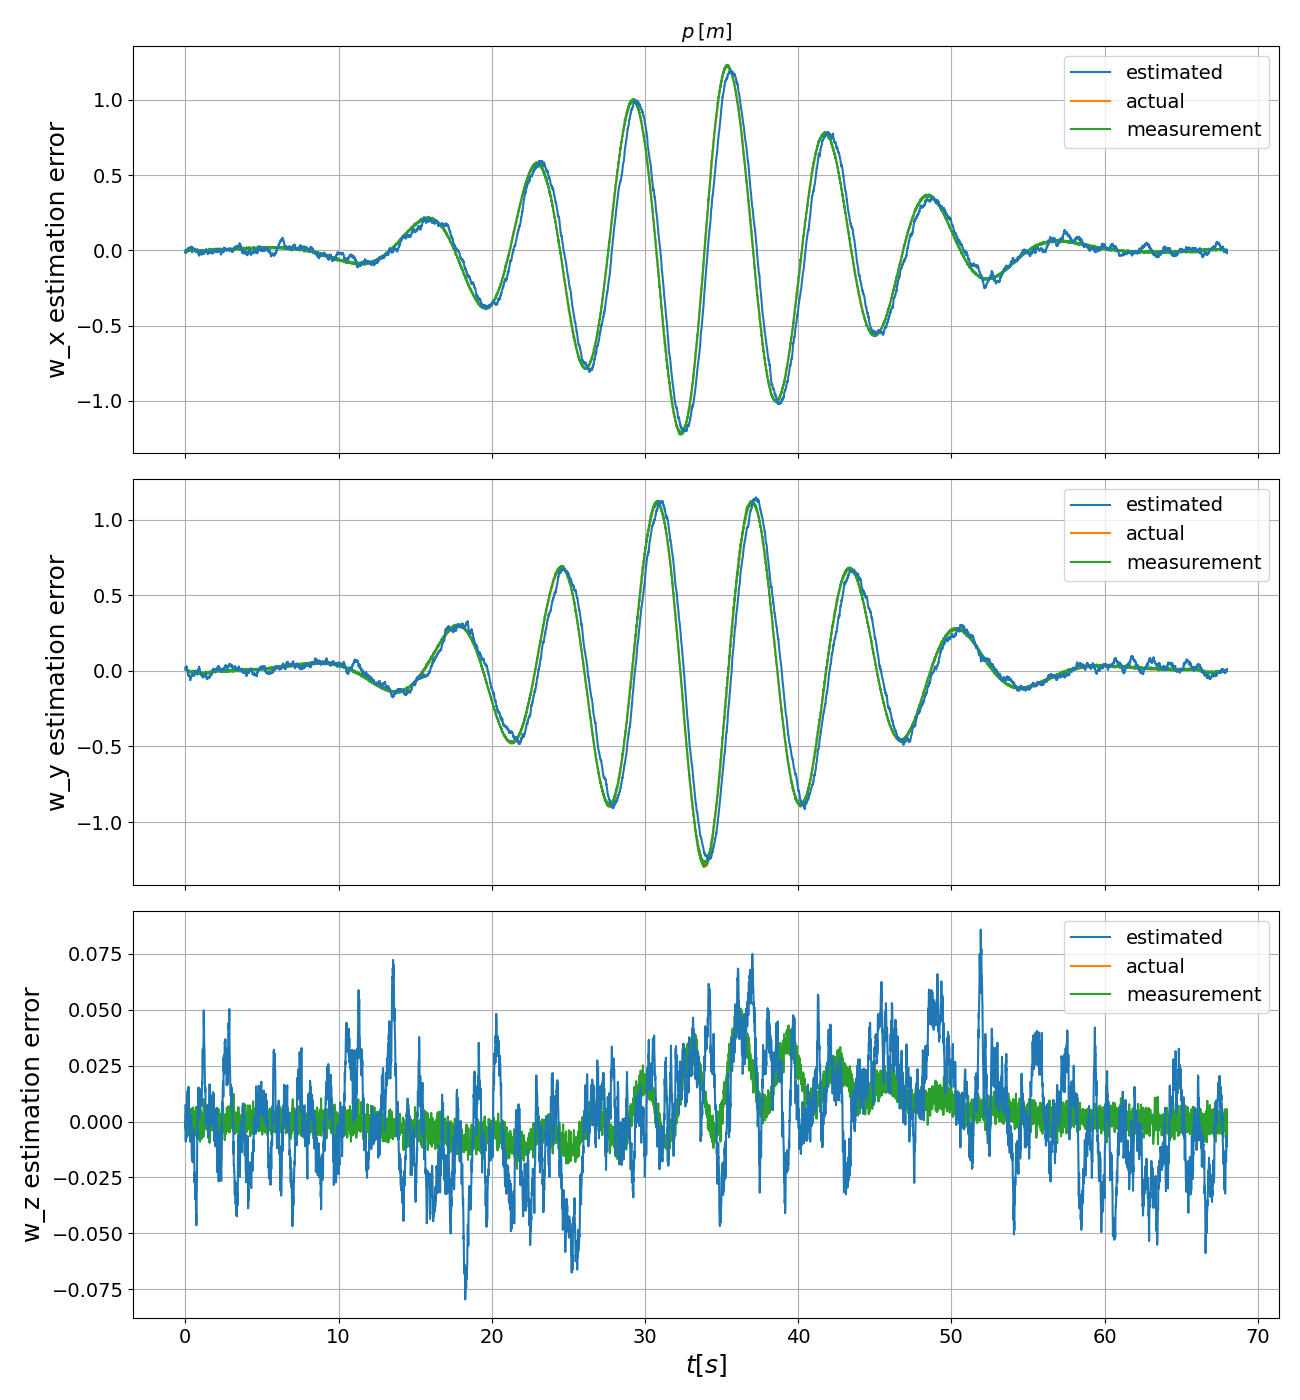 p [m]
w_x estimation error
1.0
0.5
0.0
−0.5
−1.0
estimated
actual
measurement
w_y estimation error
1.0
0.5
0.0
−0.5
−1.0
estimated
actual
measurement
w_z estimation error
0.075
0.050
0.025
0.000
−0.025
−0.050
−0.075
estimated
actual
measurement
0 10 20 30 40 50 60 70
t[s]